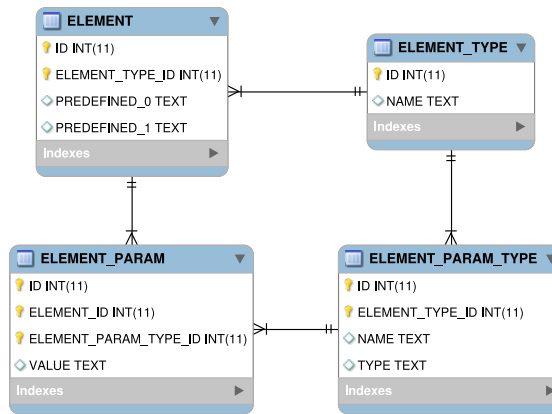 ELEMENT
ID INT(11)
ELEMENT_TYPE_ID INT(11)
PREDEFINED_0 TEXT
PREDEFINED_1 TEXT
Indexes
ELEMENT_TYPE
ID INT(11)
NAME TEXT
Indexes
ELEMENT_PARAM
ID INT(11)
ELEMENT_ID INT(11)
ELEMENT_PARAM_TYPE_ID INT(11)
VALUE TEXT
Indexes
ELEMENT_PARAM_TYPE
ID INT(11)
ELEMENT_TYPE_ID INT(11)
NAME TEXT
TYPE TEXT
Indexes